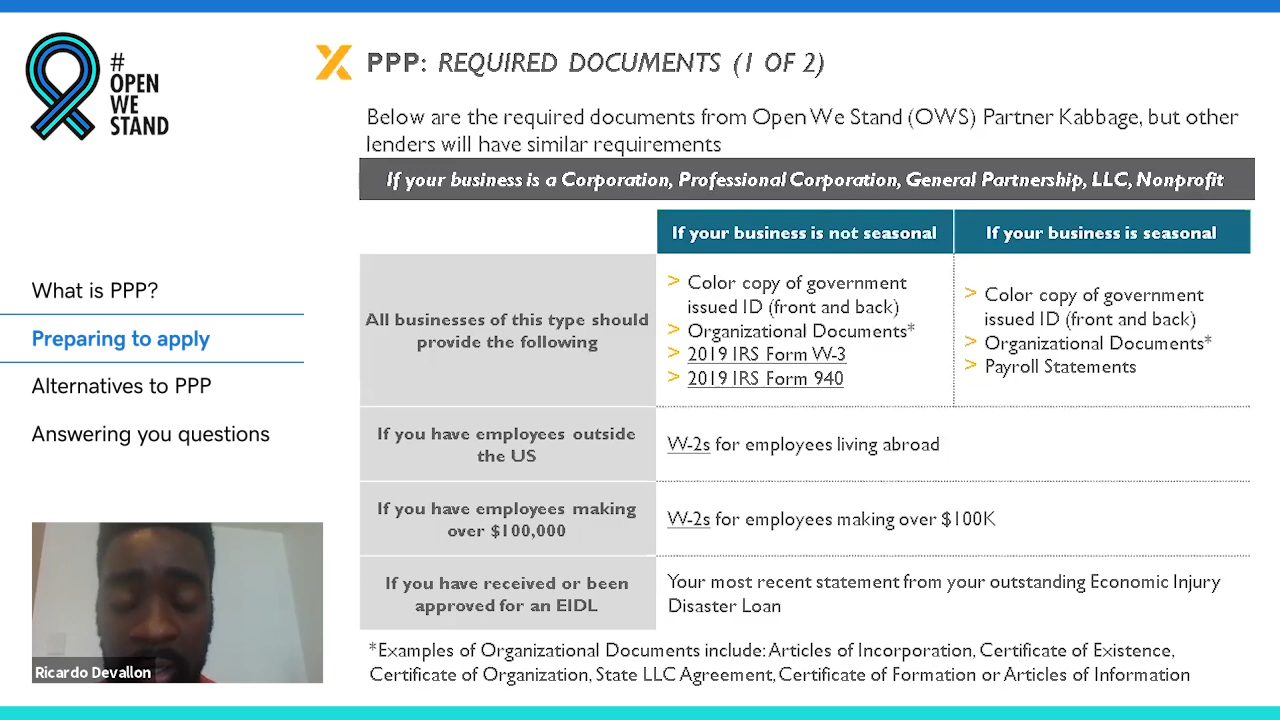 #
OPEN
WE
STAND
PPP: REQUIRED DOCUMENTS (1 OF 2)
Below are the required documents from Open We Stand (OWS) Partner Kabbage, but other
lenders will have similar requirements
If your business is a Corporation, Professional Corporation, General Partnership, LLC, Nonprofit
If your business is not seasonal
If your business is seasonal
All businesses of this type should
provide the following
> Color copy of government
issued ID (front and back)
> Organizational Documents*
> 2019 IRS Form W-3
> 2019 IRS Form 940
> Color copy of government
issued ID (front and back)
> Organizational Documents*
> Payroll Statements
If you have employees outside
the US
W-2s for employees living abroad
If you have employees making
over $100,000
W-2s for employees making over $100K
If you have received or been
approved for an EIDL
Your most recent statement from your outstanding Economic Injury
Disaster Loan
*Examples of Organizational Documents include: Articles of Incorporation, Certificate of Existence,
Certificate of Organization, State LLC Agreement, Certificate of Formation or Articles of Information
What is PPP?
Preparing to apply
Alternatives to PPP
Answering you questions
Ricardo Devallon